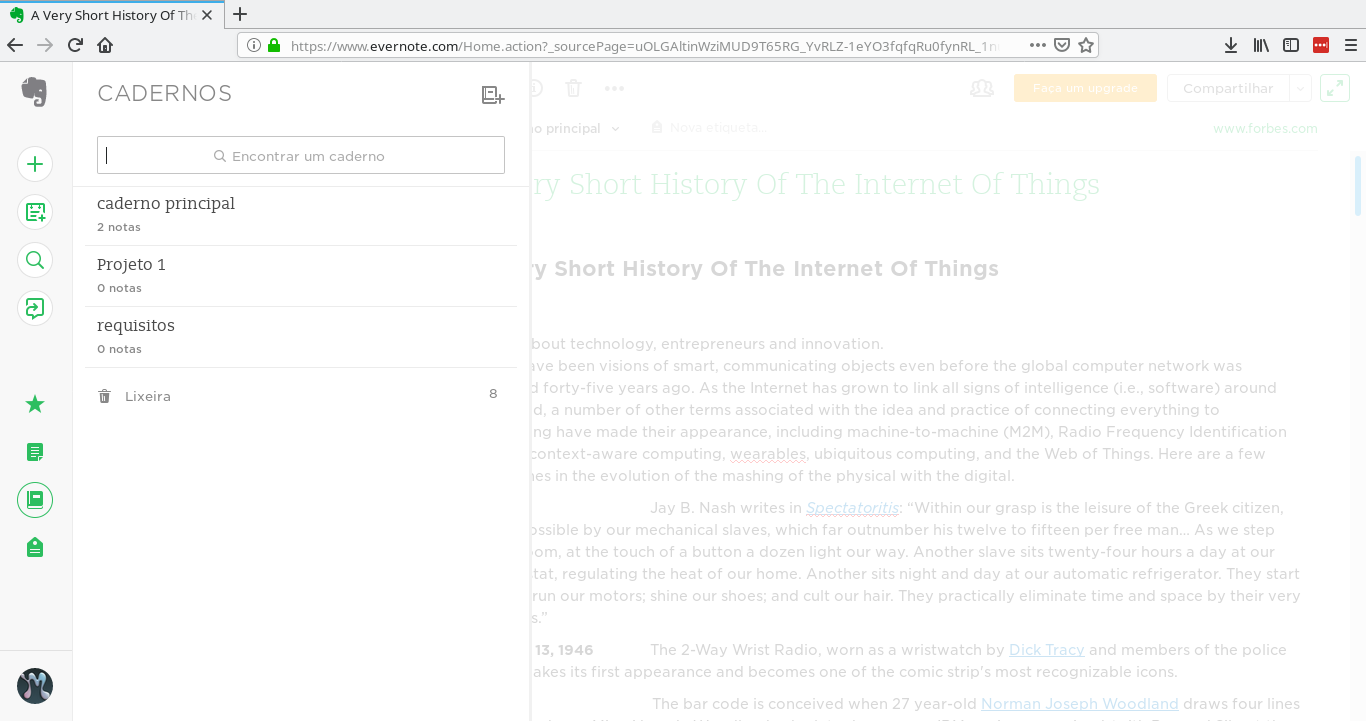 A Very Short History Of The
https://www.evernote.com/Home.action?_sourcePage=uOLGAltinWziMUD9T65RG_YvRLZ-1eYO3fqfqRu0fynRL_1n
CADERNOS
Encontrar um caderno
caderno principal
2 notas
Projeto 1
0 notas
requisitos
0 notas
Lixeira 8
Faça um upgrade
Compartilhar
principal
Nova etiqueta...
www.forbes.com
ry Short History Of The Internet Of Things
ry Short History Of The Internet Of Things
bout technology, entrepreneurs and innovation.
ave been visions of smart, communicating objects even before the global computer network was
d forty-five years ago. As the Internet has grown to link all signs of intelligence (i.e., software) around
d, a number of other terms associated with the idea and practice of connecting everything to
ng have made their appearance, including machine-to-machine (M2M), Radio Frequency Identification
context-aware computing, wearables, ubiquitous computing, and the Web of Things. Here are a few
nes in the evolution of the mashing of the physical with the digital.
Jay B. Nash writes in Spectatoritis: “Within our grasp is the leisure of the Greek citizen,
ossible by our mechanical slaves, which far outnumber his twelve to fifteen per free man… As we step
om, at the touch of a button a dozen light our way. Another slave sits twenty-four hours a day at our
tat, regulating the heat of our home. Another sits night and day at our automatic refrigerator. They start
run our motors; shine our shoes; and cult our hair. They practically eliminate time and space by their very
s.”
13, 1946 The 2-Way Wrist Radio, worn as a wristwatch by Dick Tracy and members of the police
akes its first appearance and becomes one of the comic strip's most recognizable icons.
The bar code is conceived when 27 year-old Norman Joseph Woodland draws four lines